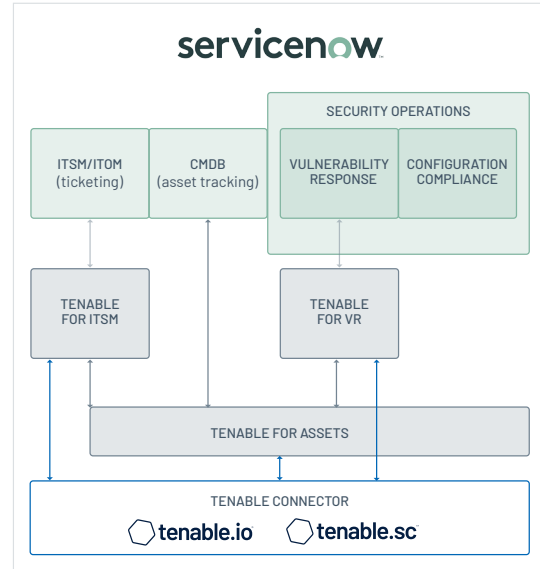 servicenow
SECURITY OPERATIONS
ITSM/ITOM
(ticketing)
CMDB
(asset tracking)
VULNERABILITY
RESPONSE
CONFIGURATION
COMPLIANCE
TENABLE
FOR ITSM
TENABLE
FOR VR
TENABLE FOR ASSETS
TENABLE CONNECTOR
tenable.io
tenable.sc